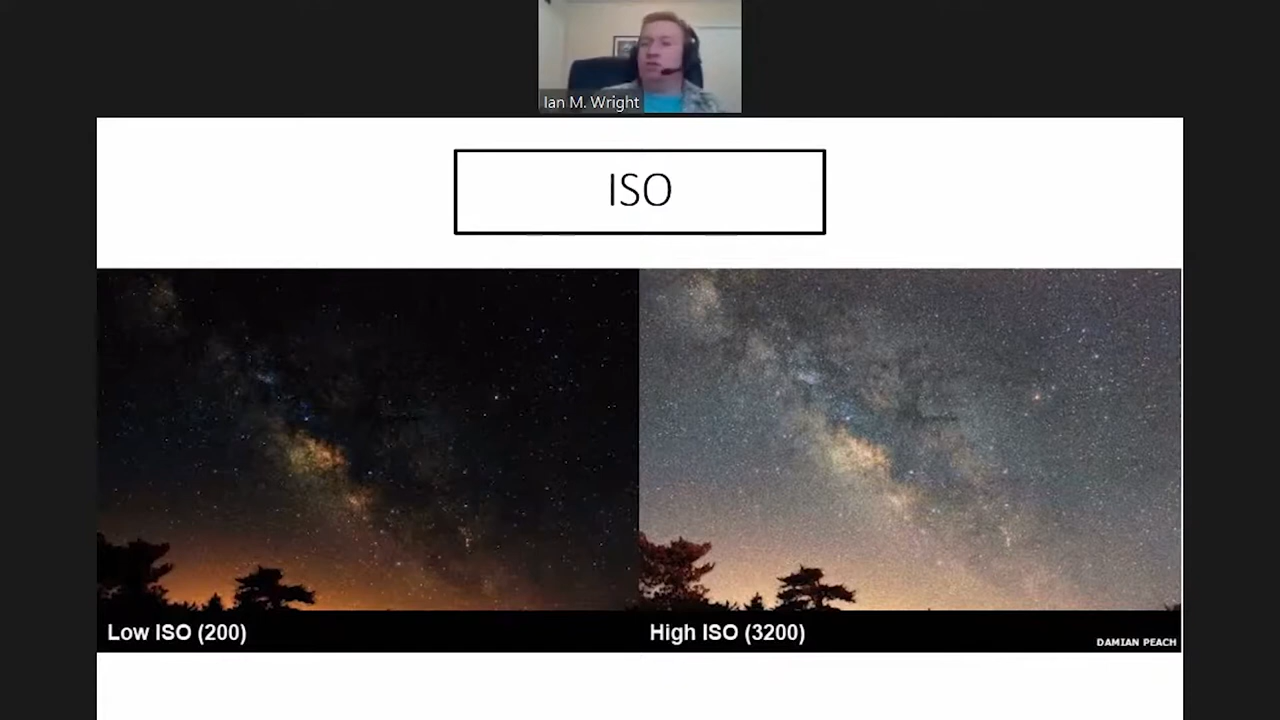 Ian M. Wright
ISO
Low ISO (200)
High ISO (3200)
DAMIAN PEACH